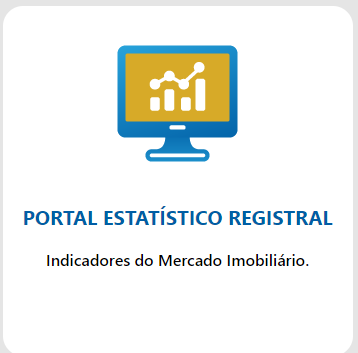 PORTAL ESTATÍSTICO REGISTRAL
Indicadores do Mercado Imobiliário.